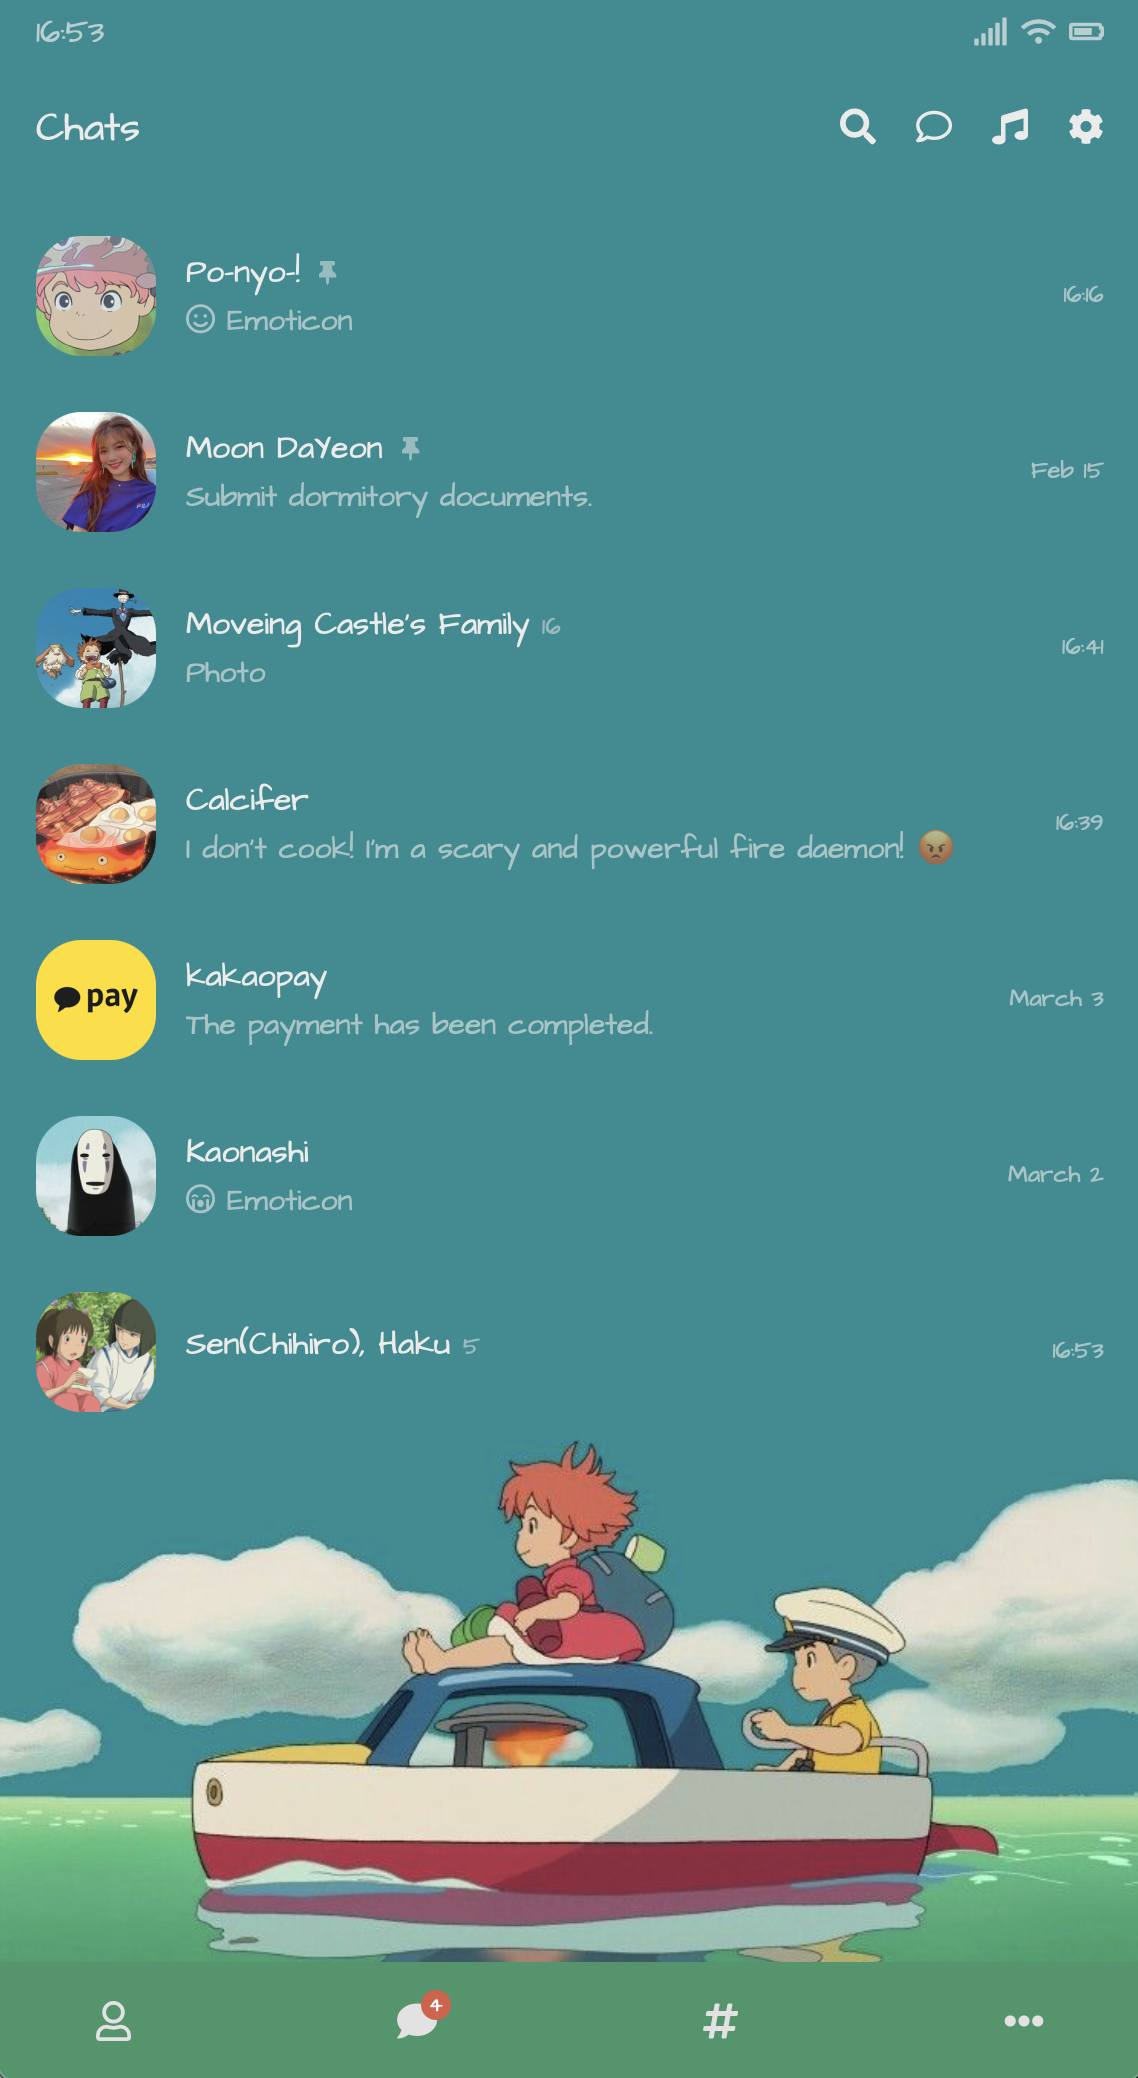 16:53
Chats
Po-nyo-!
16:16
Emoticon
Moon DaYeon
Feb 15
Submit dormitory documents.
Moveing Castle's Family 16
16:41
Photo
Calcifer
16:39
I don't cook! I'm a scary and powerful fire daemon! 😡
pay
kakaopay
March 3
The payment has been completed.
Kaonashi
March 2
Emoticon
Sen(Chihiro), Haku 5
16:53
4